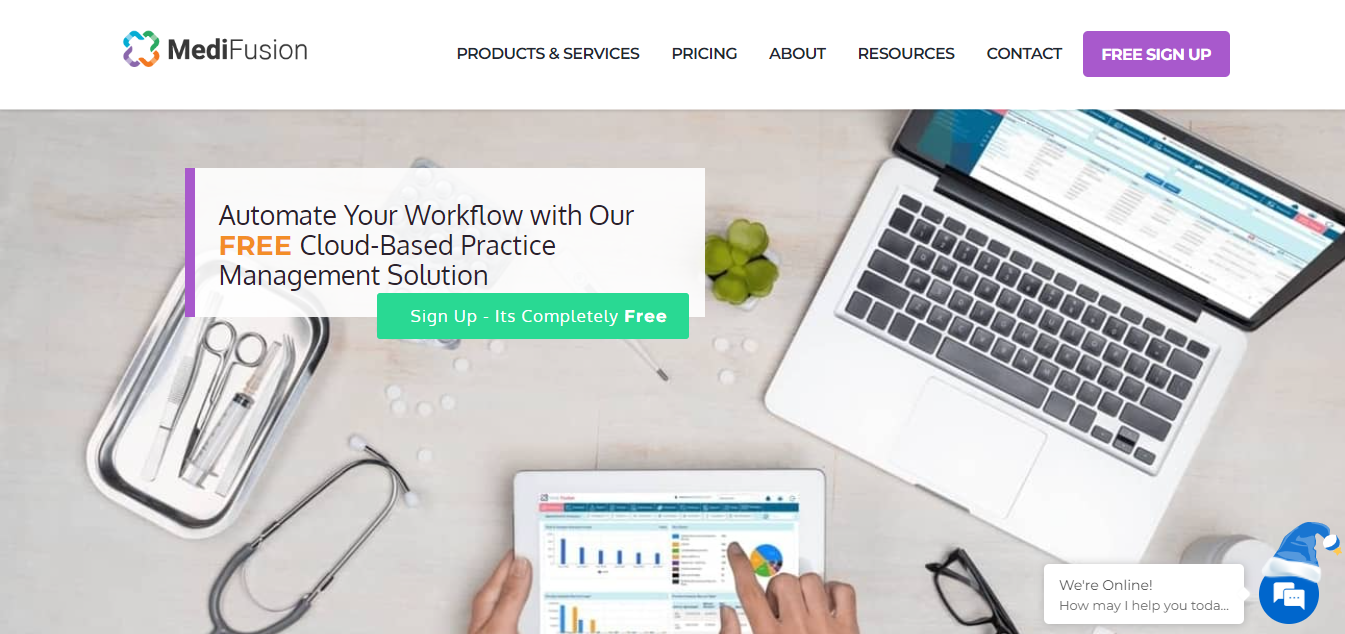 MediFusion
PRODUCTS & SERVICES
PRICING
ABOUT
RESOURCES
CONTACT
FREE SIGN UP
Automate Your Workflow with Our
FREE Cloud-Based Practice
Management Solution
Sign Up - Its Completely Free
We're Online!
How may I help you toda...